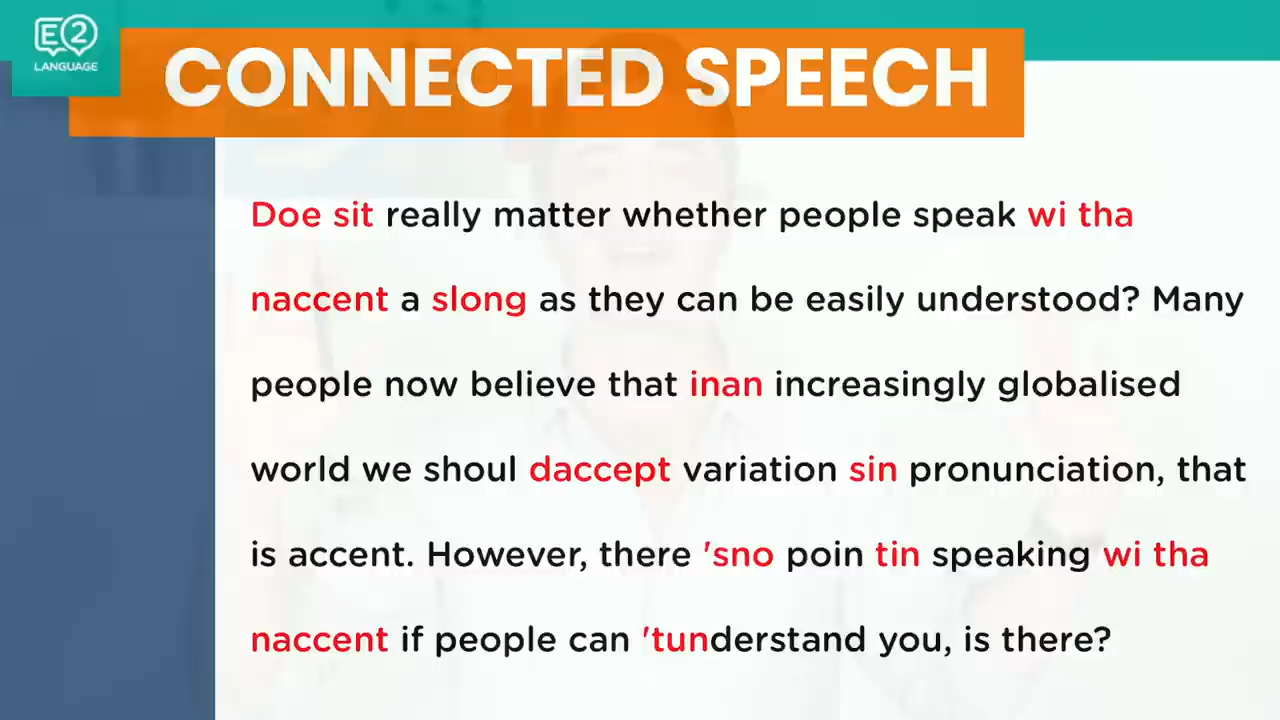 E2
LANGUAGE
CONNECTED SPEECH
Doe sit really matter whether people speak wi tha
naccent a slong as they can be easily understood? Many
people now believe that inan increasingly globalised
world we shoul daccept variation sin pronunciation, that
is accent. However, there 'sno poin tin speaking wi tha
naccent if people can 'tunderstand you, is there?